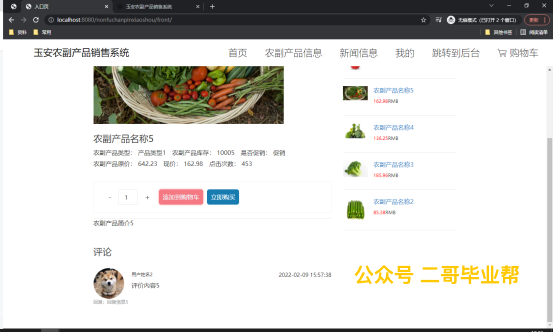 入口页
玉安农副产品销售系统
localhost:8080/nonfuchanpinxiaoshou/front/
无痕模式 (已打开 2 个窗口)
更新
资料
常用
其他书签
阅读清单
玉安农副产品销售系统
首页
农副产品信息
新闻信息
我的
跳转到后台
购物车
农副产品名称5
农副产品类型： 产品类型1 农副产品库存： 10005 是否促销： 促销
农副产品原价： 642.23 现价： 162.98 点击次数： 453
- 1 +
添加到购物车
立即购买
农副产品简介5
评论
用户姓名2
2022-02-09 15:57:38
评价内容5
回复：回复信息5
农副产品名称5
162.98RMB
农副产品名称4
136.25RMB
农副产品名称3
185.96RMB
农副产品名称2
85.28RMB
公众号 二哥毕业帮